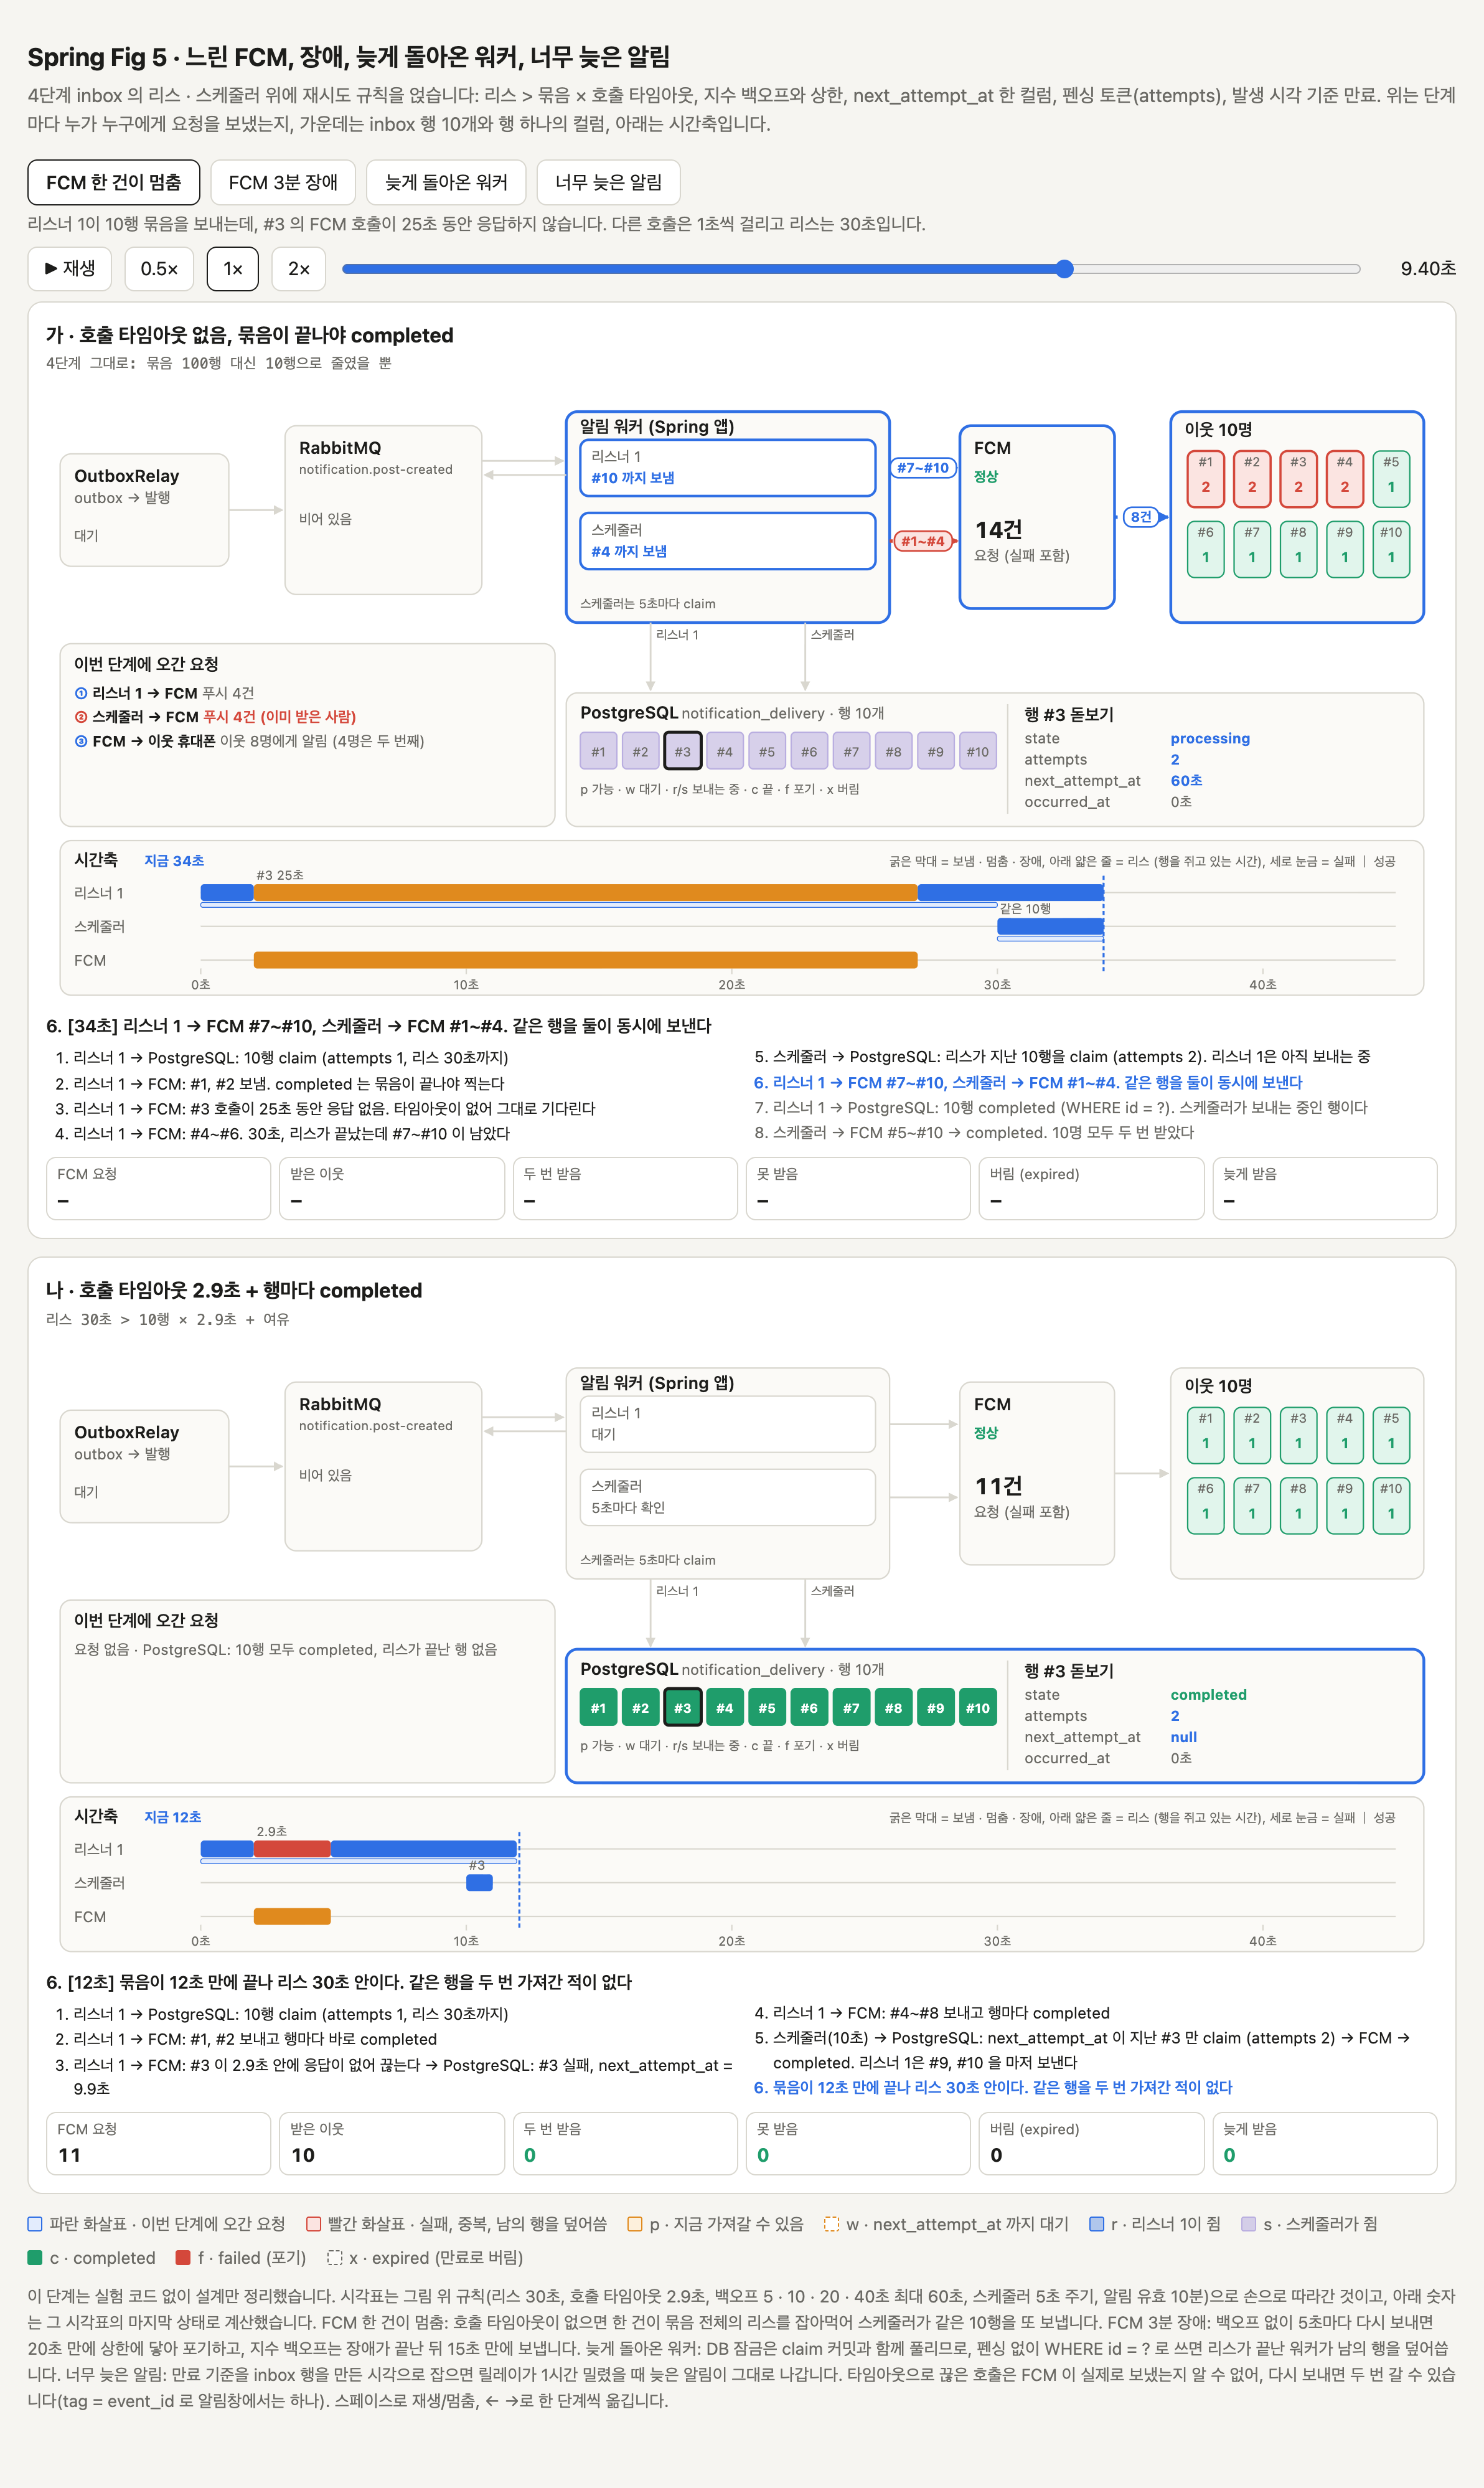 Spring Fig 5 · 느린 FCM, 장애, 늦게 돌아온 워커, 너무 늦은 알림
4단계 inbox 의 리스 · 스케줄러 위에 재시도 규칙을 얹습니다: 리스 > 묶음 × 호출 타임아웃, 지수 백오프와 상한, next_attempt_at 한 컬럼, 펜싱 토큰(attempts), 발생 시각 기준 만료. 위는 단계
마다 누가 누구에게 요청을 보냈는지, 가운데는 inbox 행 10개와 행 하나의 컬럼, 아래는 시간축입니다.
FCM 한 건이 멈춤
FCM 3분 장애
늦게 돌아온 워커
너무 늦은 알림
리스너 1이 10행 묶음을 보내는데, #3 의 FCM 호출이 25초 동안 응답하지 않습니다. 다른 호출은 1초씩 걸리고 리스는 30초입니다.
▶ 재생
0.5×
1×
2×
9.40초
가 · 호출 타임아웃 없음, 묶음이 끝나야 completed
4단계 그대로: 묶음 100행 대신 10행으로 줄였을 뿐
OutboxRelay
outbox → 발행
대기
RabbitMQ
notification.post-created
비어 있음
알림 워커 (Spring 앱)
리스너 1
#10 까지 보냄
스케줄러
#4 까지 보냄
스케줄러는 5초마다 claim
#7~#10
#1~#4
FCM
정상
14건
요청 (실패 포함)
8건
이웃 10명
#1 #2 #3 #4 #5
2 2 2 2 1
#6 #7 #8 #9 #10
1 1 1 1 1
리스너 1
스케줄러
이번 단계에 오간 요청
① 리스너 1 → FCM 푸시 4건
② 스케줄러 → FCM 푸시 4건 (이미 받은 사람)
③ FCM → 이웃 휴대폰 이웃 8명에게 알림 (4명은 두 번째)
PostgreSQL notification_delivery · 행 10개
#1 #2 #3 #4 #5 #6 #7 #8 #9 #10
p 가능 · w 대기 · r/s 보내는 중 · c 끝 · f 포기 · x 버림
행 #3 돋보기
state processing
attempts 2
next_attempt_at 60초
occurred_at 0초
시간축 지금 34초
굵은 막대 = 보냄 · 멈춤 · 장애, 아래 얇은 줄 = 리스 (행을 쥐고 있는 시간), 세로 눈금 = 실패 | 성공
#3 25초
리스너 1
같은 10행
스케줄러
FCM
0초 10초 20초 30초 40초
6. [34초] 리스너 1 → FCM #7~#10, 스케줄러 → FCM #1~#4. 같은 행을 둘이 동시에 보낸다
1. 리스너 1 → PostgreSQL: 10행 claim (attempts 1, 리스 30초까지)
2. 리스너 1 → FCM: #1, #2 보냄. completed 는 묶음이 끝나야 찍는다
3. 리스너 1 → FCM: #3 호출이 25초 동안 응답 없음. 타임아웃이 없어 그대로 기다린다
4. 리스너 1 → FCM: #4~#6. 30초, 리스가 끝났는데 #7~#10 이 남았다
5. 스케줄러 → PostgreSQL: 리스가 지난 10행을 claim (attempts 2). 리스너 1은 아직 보내는 중
6. 리스너 1 → FCM #7~#10, 스케줄러 → FCM #1~#4. 같은 행을 둘이 동시에 보낸다
7. 리스너 1 → PostgreSQL: 10행 completed (WHERE id = ?). 스케줄러가 보내는 중인 행이다
8. 스케줄러 → FCM #5~#10 → completed. 10명 모두 두 번 받았다
FCM 요청
–
받은 이웃
–
두 번 받음
–
못 받음
–
버림 (expired)
–
늦게 받음
–
나 · 호출 타임아웃 2.9초 + 행마다 completed
리스 30초 > 10행 × 2.9초 + 여유
OutboxRelay
outbox → 발행
대기
RabbitMQ
notification.post-created
비어 있음
알림 워커 (Spring 앱)
리스너 1
대기
스케줄러
5초마다 확인
스케줄러는 5초마다 claim
FCM
정상
11건
요청 (실패 포함)
이웃 10명
#1 #2 #3 #4 #5
1 1 1 1 1
#6 #7 #8 #9 #10
1 1 1 1 1
리스너 1
스케줄러
이번 단계에 오간 요청
요청 없음 · PostgreSQL: 10행 모두 completed, 리스가 끝난 행 없음
PostgreSQL notification_delivery · 행 10개
#1 #2 #3 #4 #5 #6 #7 #8 #9 #10
p 가능 · w 대기 · r/s 보내는 중 · c 끝 · f 포기 · x 버림
행 #3 돋보기
state completed
attempts 2
next_attempt_at null
occurred_at 0초
시간축 지금 12초
굵은 막대 = 보냄 · 멈춤 · 장애, 아래 얇은 줄 = 리스 (행을 쥐고 있는 시간), 세로 눈금 = 실패 | 성공
2.9초
리스너 1
#3
스케줄러
FCM
0초 10초 20초 30초 40초
6. [12초] 묶음이 12초 만에 끝나 리스 30초 안이다. 같은 행을 두 번 가져간 적이 없다
1. 리스너 1 → PostgreSQL: 10행 claim (attempts 1, 리스 30초까지)
2. 리스너 1 → FCM: #1, #2 보내고 행마다 바로 completed
3. 리스너 1 → FCM: #3 이 2.9초 안에 응답이 없어 끊는다 → PostgreSQL: #3 실패, next_attempt_at =
9.9초
4. 리스너 1 → FCM: #4~#8 보내고 행마다 completed
5. 스케줄러(10초) → PostgreSQL: next_attempt_at 이 지난 #3 만 claim (attempts 2) → FCM →
completed. 리스너 1은 #9, #10 을 마저 보낸다
6. 묶음이 12초 만에 끝나 리스 30초 안이다. 같은 행을 두 번 가져간 적이 없다
FCM 요청
11
받은 이웃
10
두 번 받음
0
못 받음
0
버림 (expired)
0
늦게 받음
0
파란 화살표 · 이번 단계에 오간 요청
빨간 화살표 · 실패, 중복, 남의 행을 덮어씀
p · 지금 가져갈 수 있음
w · next_attempt_at 까지 대기
r · 리스너 1이 쥠
s · 스케줄러가 쥠
c · completed
f · failed (포기)
x · expired (만료로 버림)
이 단계는 실험 코드 없이 설계만 정리했습니다. 시각표는 그림 위 규칙(리스 30초, 호출 타임아웃 2.9초, 백오프 5 · 10 · 20 · 40초 최대 60초, 스케줄러 5초 주기, 알림 유효 10분)으로 손으로 따라간 것이고, 아래 숫자
는 그 시각표의 마지막 상태로 계산했습니다. FCM 한 건이 멈춤: 호출 타임아웃이 없으면 한 건이 묶음 전체의 리스를 잡아먹어 스케줄러가 같은 10행을 또 보냅니다. FCM 3분 장애: 백오프 없이 5초마다 다시 보내면
20초 만에 상한에 닿아 포기하고, 지수 백오프는 장애가 끝난 뒤 15초 만에 보냅니다. 늦게 돌아온 워커: DB 잠금은 claim 커밋과 함께 풀리므로, 펜싱 없이 WHERE id = ? 로 쓰면 리스가 끝난 워커가 남의 행을 덮어씁
니다. 너무 늦은 알림: 만료 기준을 inbox 행을 만든 시각으로 잡으면 릴레이가 1시간 밀렸을 때 늦은 알림이 그대로 나갑니다. 타임아웃으로 끊은 호출은 FCM 이 실제로 보냈는지 알 수 없어, 다시 보내면 두 번 갈 수 있습
니다(tag = event_id 로 알림창에서는 하나). 스페이스로 재생/멈춤, ← →로 한 단계씩 옮깁니다.